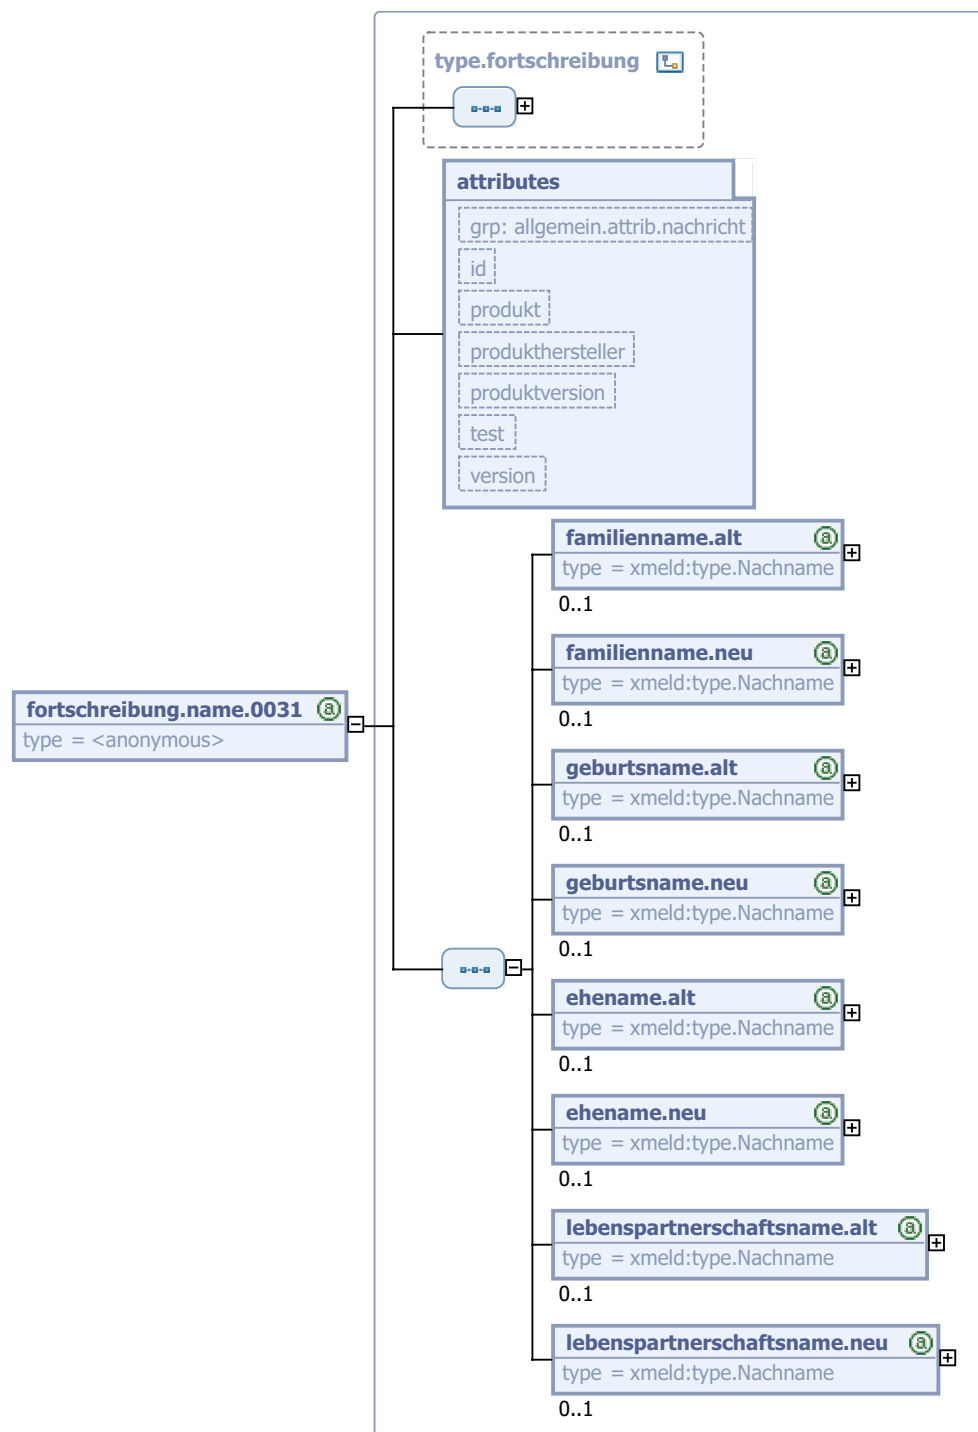 type.fortschreibung
attributes
grp: allgemein.attrib.nachricht
id
produkt
produkthersteller
produktversion
test
version
fortschreibung.name.0031 @
type = <anonymous>
familienname.alt @
type = xmeld:type.Nachname
0..1
familienname.neu @
type = xmeld:type.Nachname
0..1
geburtsname.alt @
type = xmeld:type.Nachname
0..1
geburtsname.neu @
type = xmeld:type.Nachname
0..1
ehename.alt @
type = xmeld:type.Nachname
0..1
ehename.neu @
type = xmeld:type.Nachname
0..1
lebenspartnerschaftsname.alt @
type = xmeld:type.Nachname
0..1
lebenspartnerschaftsname.neu @
type = xmeld:type.Nachname
0..1